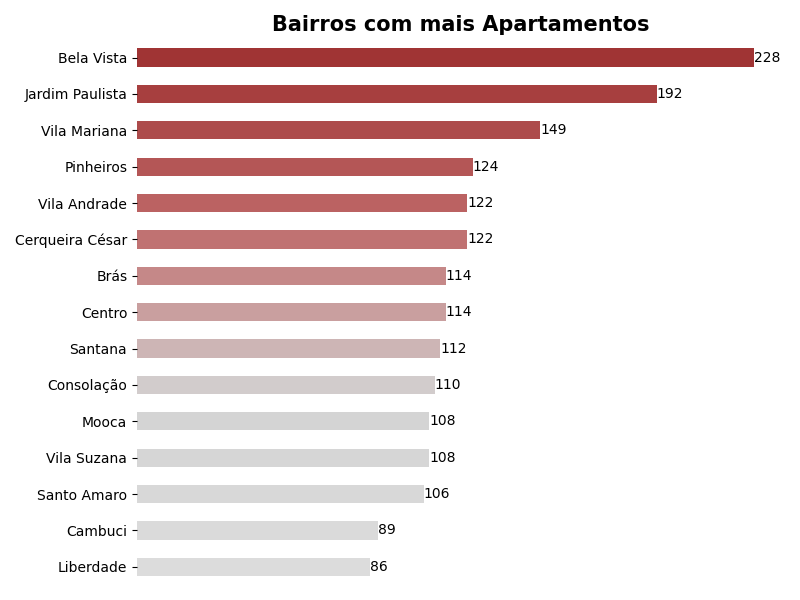 Bairros com mais Apartamentos
Bela Vista 228
Jardim Paulista 192
Vila Mariana 149
Pinheiros 124
Vila Andrade 122
Cerqueira César 122
Brás 114
Centro 114
Santana 112
Consolação 110
Mooca 108
Vila Suzana 108
Santo Amaro 106
Cambuci 89
Liberdade 86